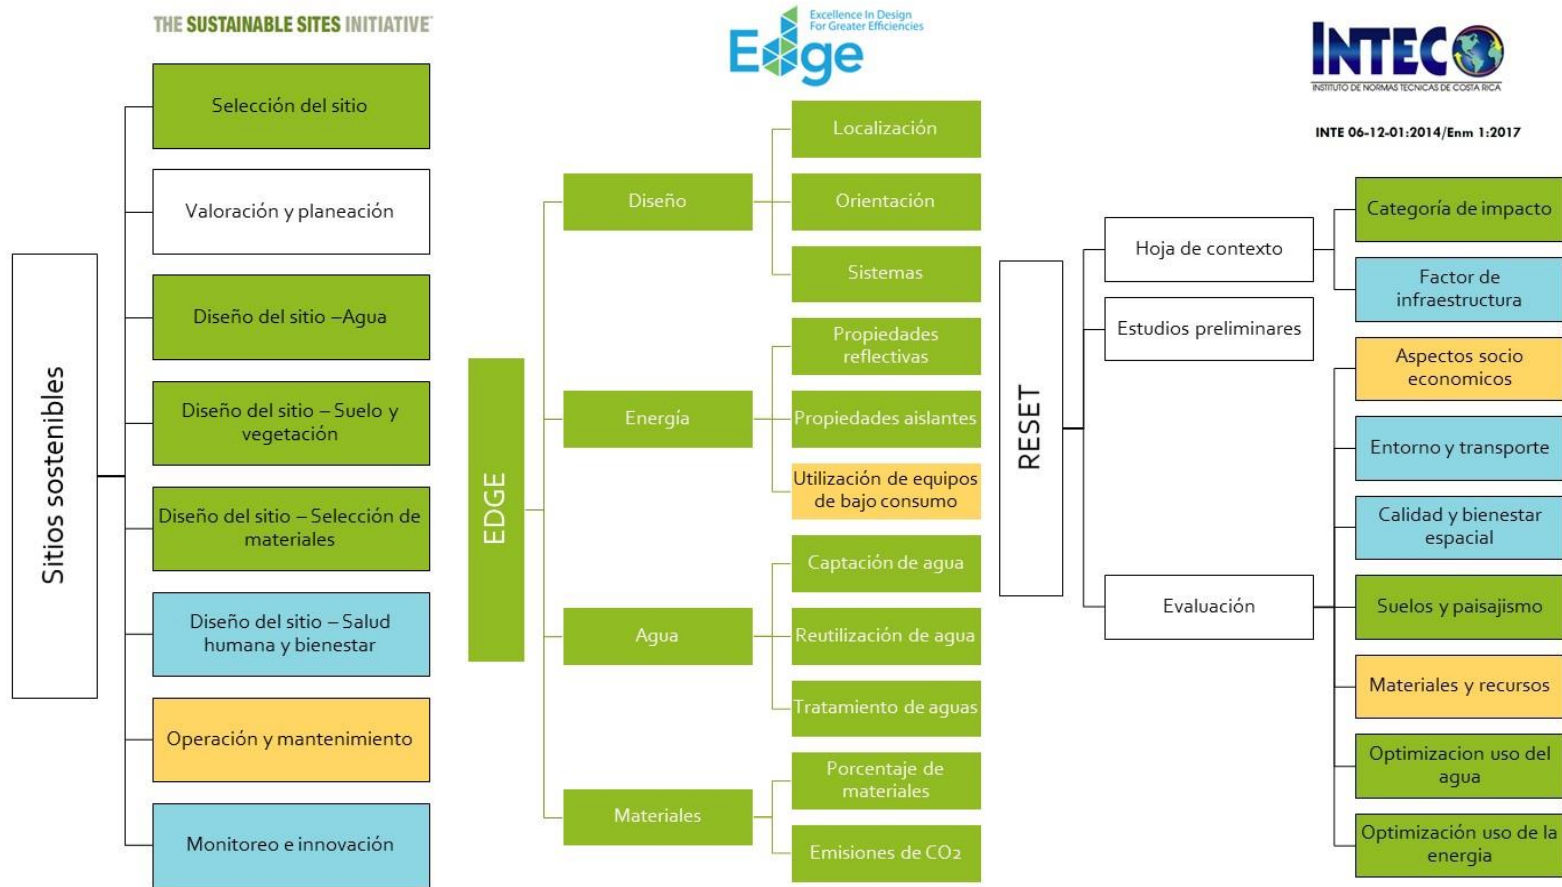 THE SUSTAINABLE SITES INITIATIVE
Selección del sitio
Valoración y planeación
Diseño del sitio –Agua
Diseño del sitio – Suelo y
vegetación
Diseño del sitio – Selección de
materiales
Diseño del sitio – Salud
humana y bienestar
Operación y mantenimiento
Monitoreo e innovación
Sitios sostenibles
Edge
Excellence In Design
For Greater Efficiencies
EDGE
Diseño
Localización
Orientación
Sistemas
Energía
Propiedades
reflectivas
Propiedades aislantes
Utilización de equipos
de bajo consumo
Agua
Captación de agua
Reutilización de agua
Tratamiento de aguas
Materiales
Porcentaje de
materiales
Emisiones de CO2
INTECO
INSTITUTO DE NORMAS TECNICAS DE COSTA RICA
INTE 06-12-01:2014/Enm 1:2017
RESET
Hoja de contexto
Categoría de impacto
Factor de
infraestructura
Estudios preliminares
Evaluación
Aspectos socio
economicos
Entorno y transporte
Calidad y bienestar
espacial
Suelos y paisajismo
Materiales y recursos
Optimizacion uso del
agua
Optimización uso de la
energia